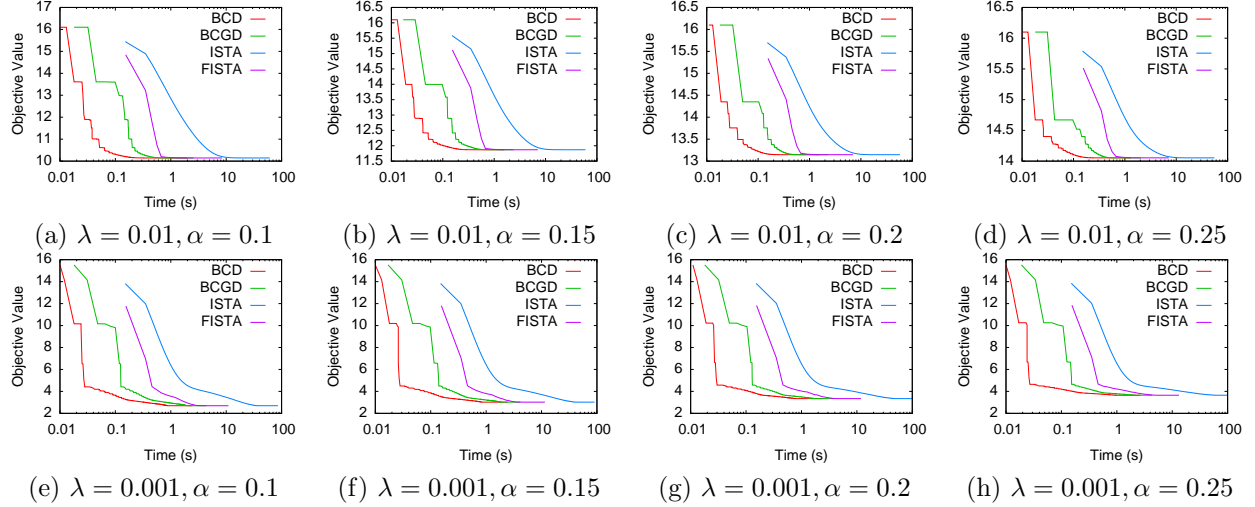 Objective Value
17
16
15
14
13
12
11
10
BCD
BCGD
ISTA
FISTA
0.01 0.1 1 10 100
Time (s)
(a) λ = 0.01, α = 0.1
Objective Value
16.5
16
15.5
15
14.5
14
13.5
13
12.5
12
11.5
BCD
BCGD
ISTA
FISTA
0.01 0.1 1 10 100
Time (s)
(b) λ = 0.01, α = 0.15
Objective Value
16.5
16
15.5
15
14.5
14
13.5
13
BCD
BCGD
ISTA
FISTA
0.01 0.1 1 10 100
Time (s)
(c) λ = 0.01, α = 0.2
Objective Value
16.5
16
15.5
15
14.5
14
BCD
BCGD
ISTA
FISTA
0.01 0.1 1 10 100
Time (s)
(d) λ = 0.01, α = 0.25
Objective Value
16
14
12
10
8
6
4
2
BCD
BCGD
ISTA
FISTA
0.01 0.1 1 10 100
Time (s)
(e) λ = 0.001, α = 0.1
Objective Value
16
14
12
10
8
6
4
2
BCD
BCGD
ISTA
FISTA
0.01 0.1 1 10 100
Time (s)
(f) λ = 0.001, α = 0.15
Objective Value
16
14
12
10
8
6
4
2
BCD
BCGD
ISTA
FISTA
0.01 0.1 1 10 100
Time (s)
(g) λ = 0.001, α = 0.2
Objective Value
16
14
12
10
8
6
4
2
BCD
BCGD
ISTA
FISTA
0.01 0.1 1 10 100
Time (s)
(h) λ = 0.001, α = 0.25